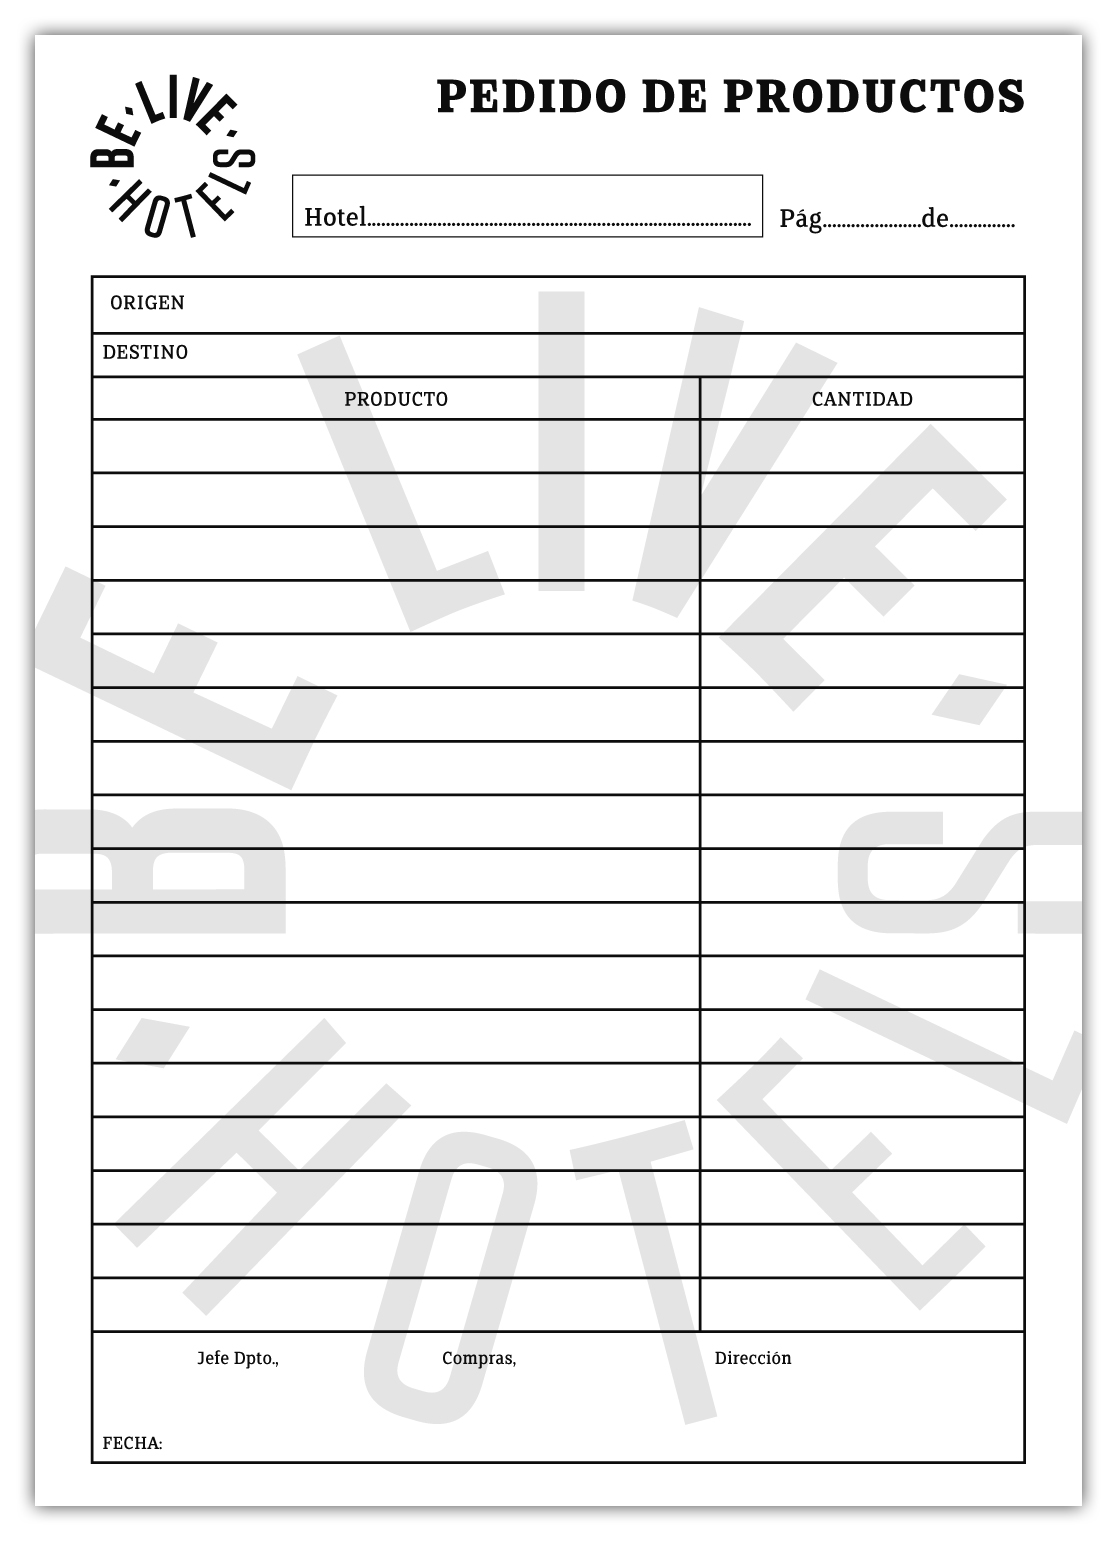 BE·LIVE·HOTELS
PEDIDO DE PRODUCTOS
Hotel.................................................................................. Pág.....................de..............
ORIGEN
DESTINO
PRODUCTO CANTIDAD
Jefe Dpto., Compras, Dirección
FECHA:
BE LIVE·HOTELS